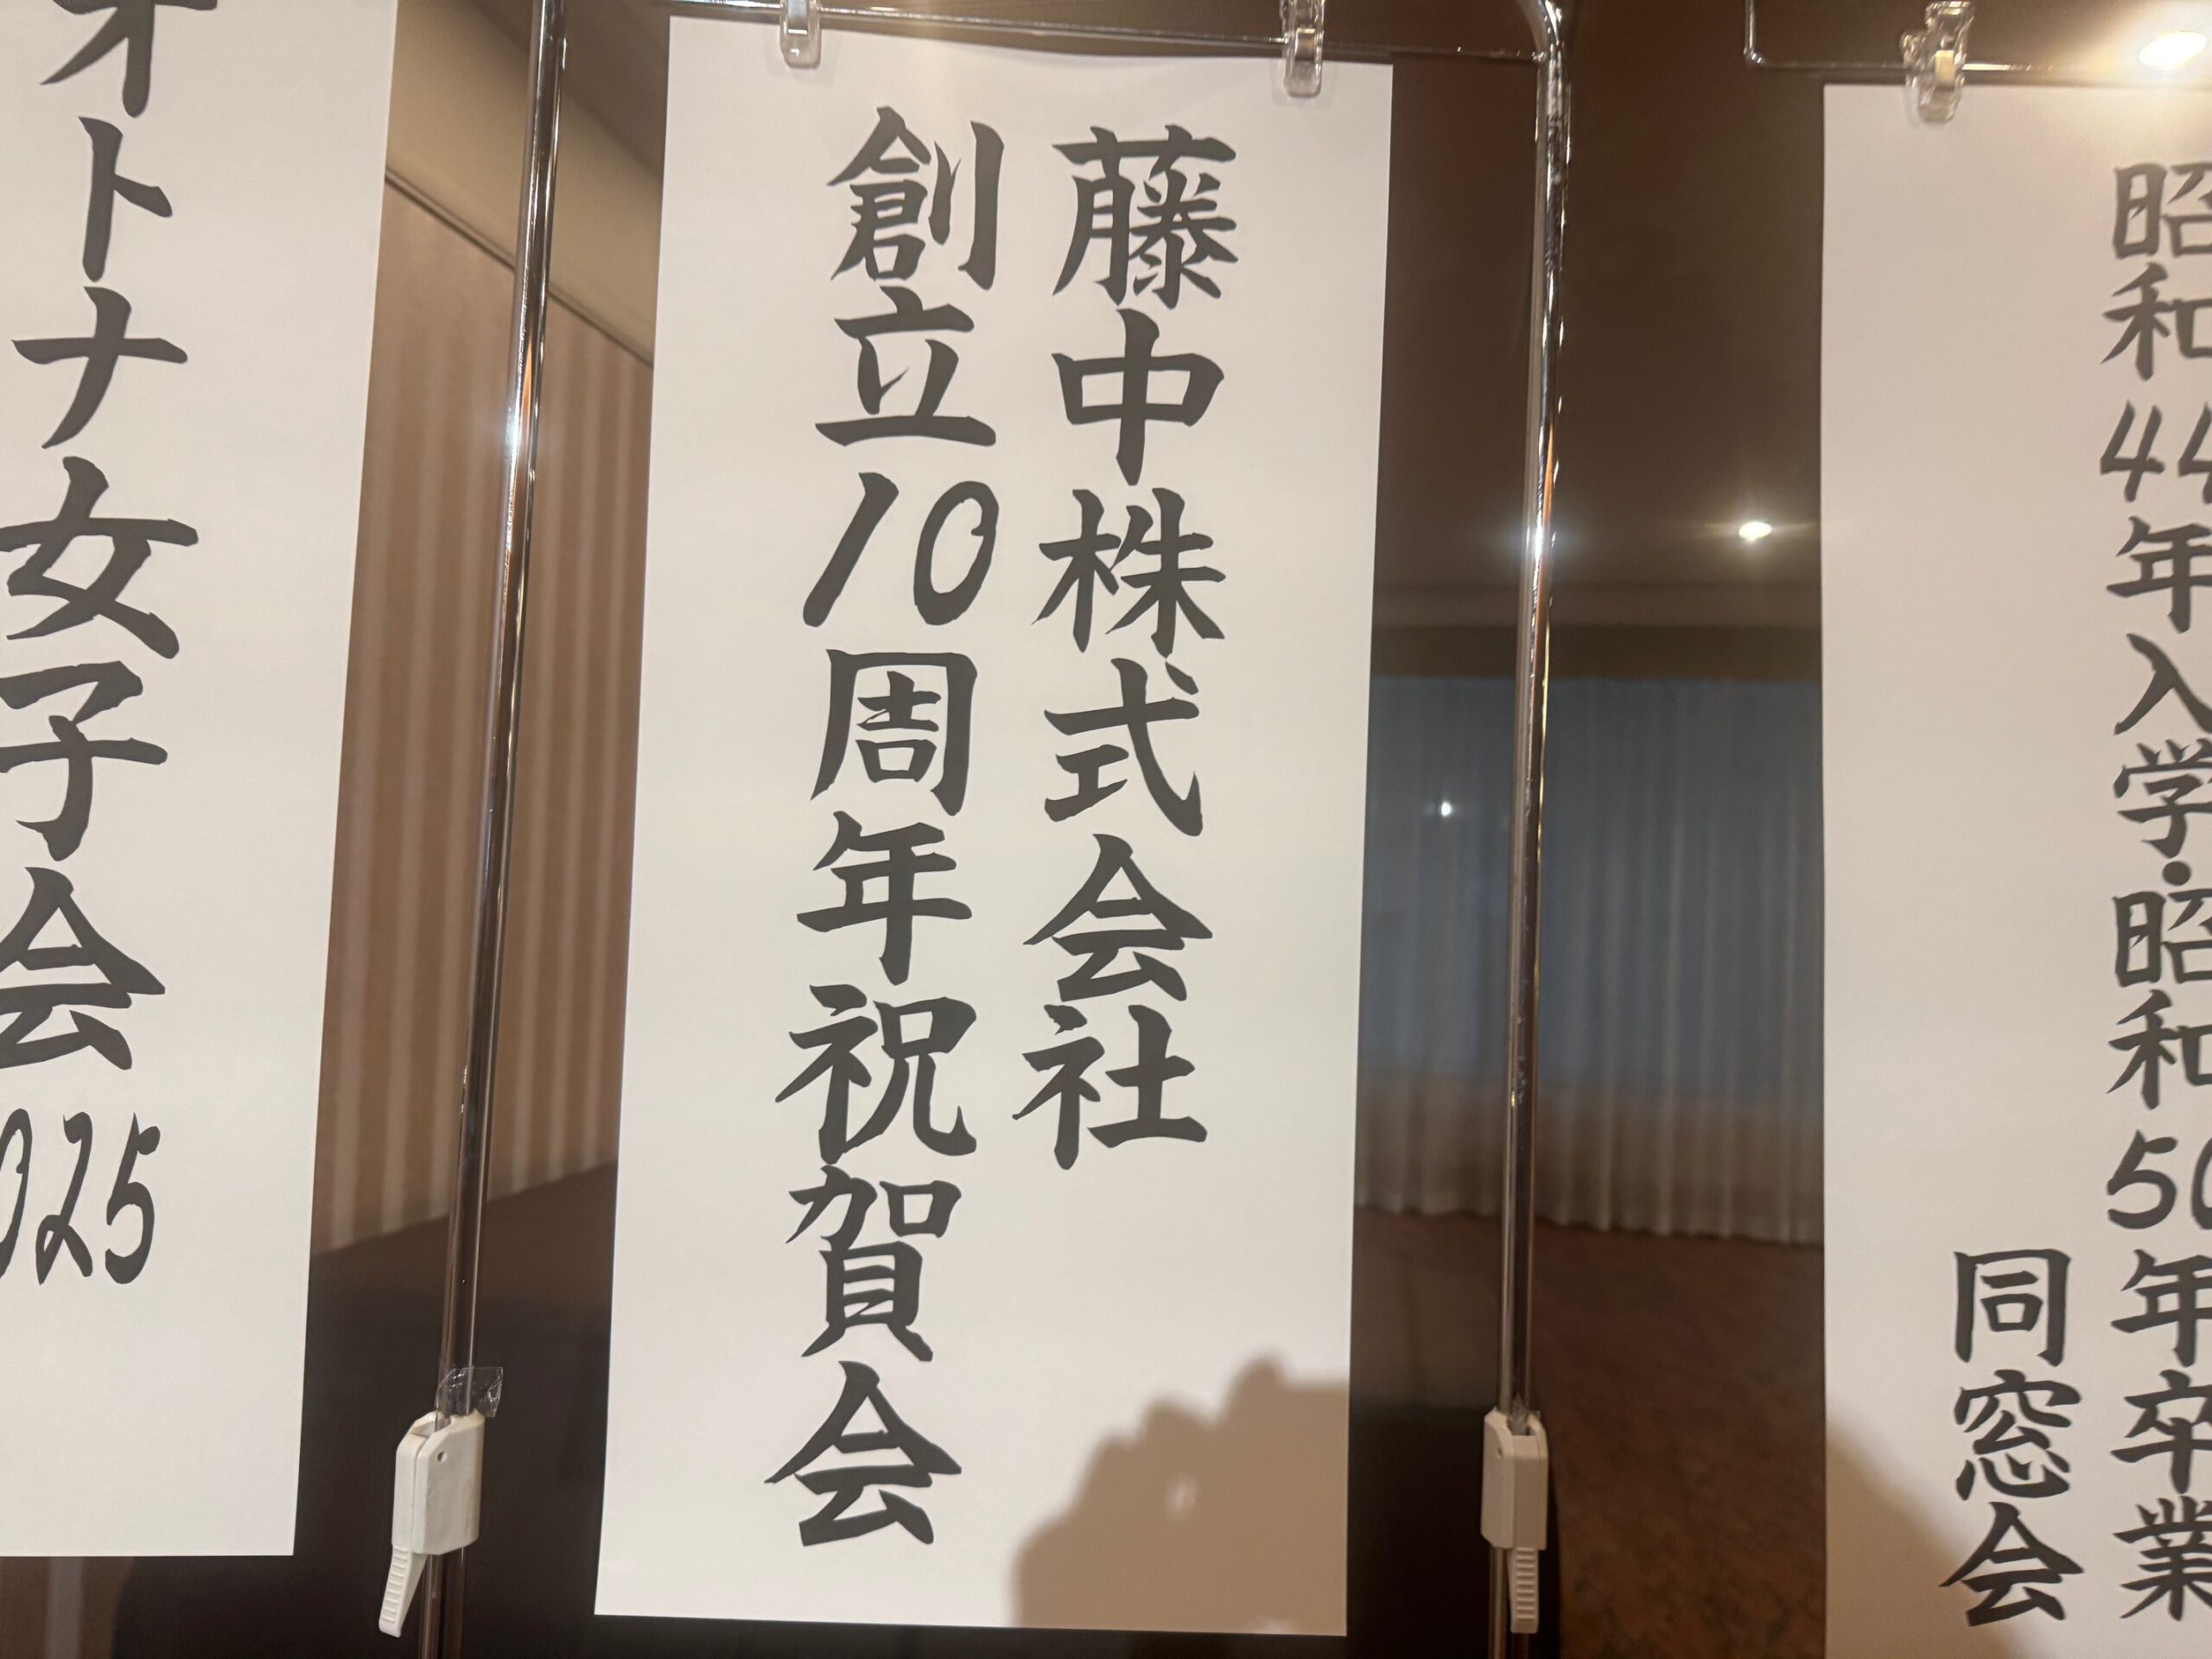 昭和44年入学・昭和50年卒業
同窓会
藤中株式会社
創立10周年祝賀会
オトナ女子会
025